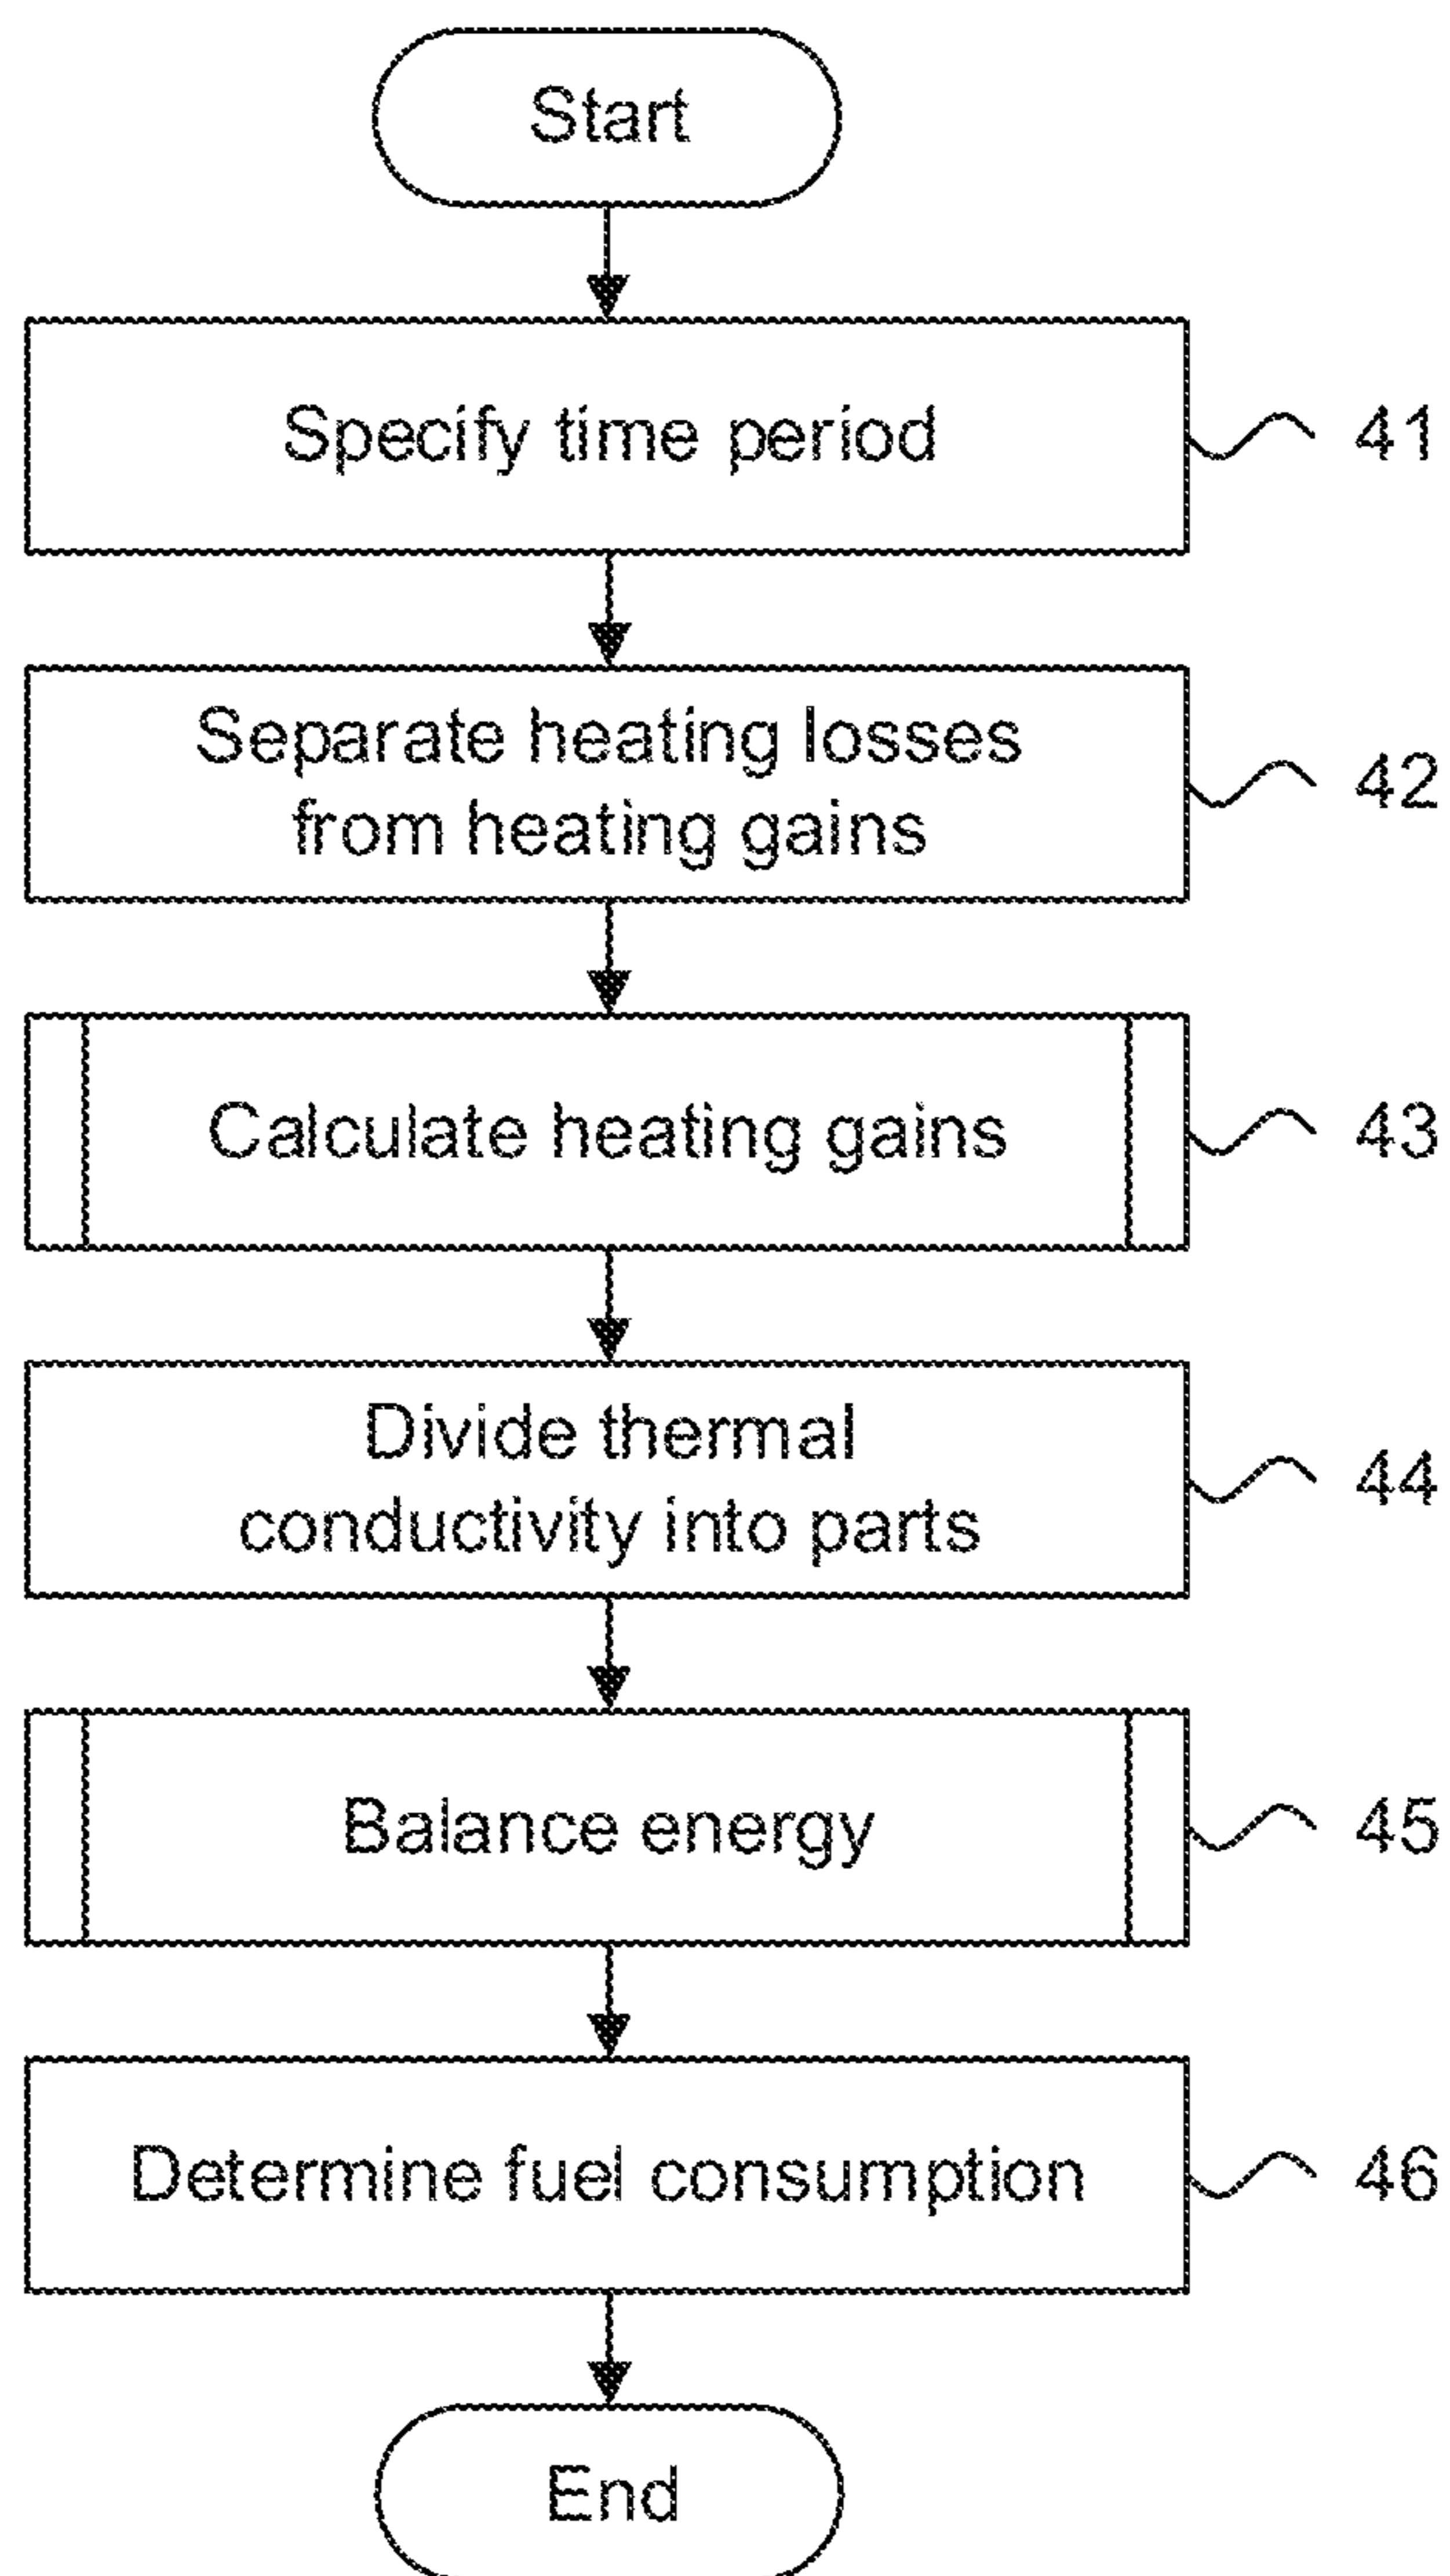 Start
Specify time period
41
Separate heating losses
from heating gains
42
Calculate heating gains
43
Divide thermal
conductivity into parts
44
Balance energy
45
Determine fuel consumption
46
End